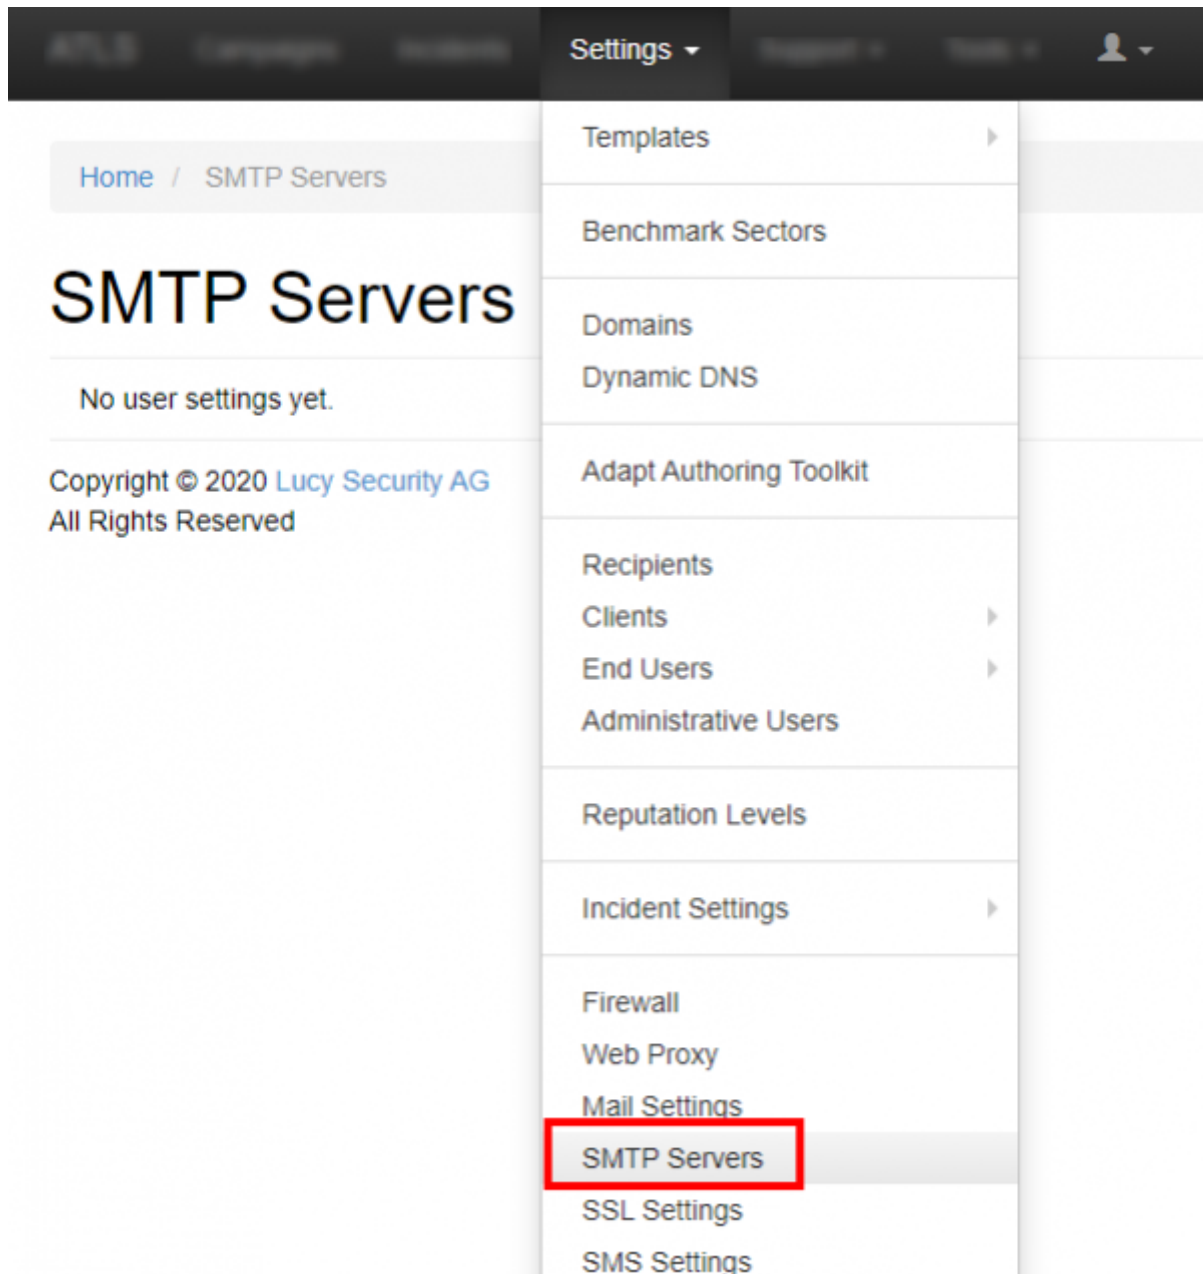 Settings
Home / SMTP Servers
SMTP Servers
No user settings yet.
Copyright © 2020 Lucy Security AG
All Rights Reserved
Templates
Benchmark Sectors
Domains
Dynamic DNS
Adapt Authoring Toolkit
Recipients
Clients
End Users
Administrative Users
Reputation Levels
Incident Settings
Firewall
Web Proxy
Mail Settings
SMTP Servers
SSL Settings
SMS Settings